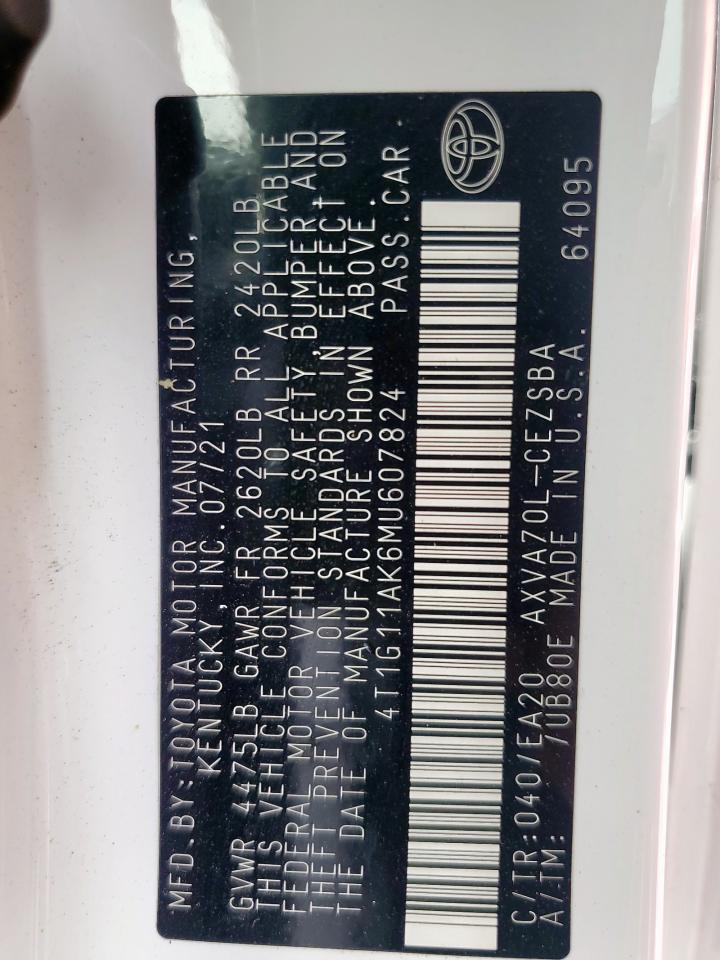 MFD.BY:TOYOTA MOTOR MANUFACTURING,
KENTUCKY, INC.07/21
GVWR 4475LB GAWR FR 2620LB RR 2420LB
THIS VEHICLE CONFORMS TO ALL APPLICABLE
FEDERAL MOTOR VEHICLE SAFETY, BUMPER,AND
THEFT PREVENTION STANDARDS IN EFFECT ON
THE DATE OF MANUFACTURE SHOWN ABOVE.
4T1G11AK6MU607824 PASS.CAR
C/TR:040/EA20 AXVA70L-CEZSBA 64095
A/TM: /UB80E MADE IN U.S.A.